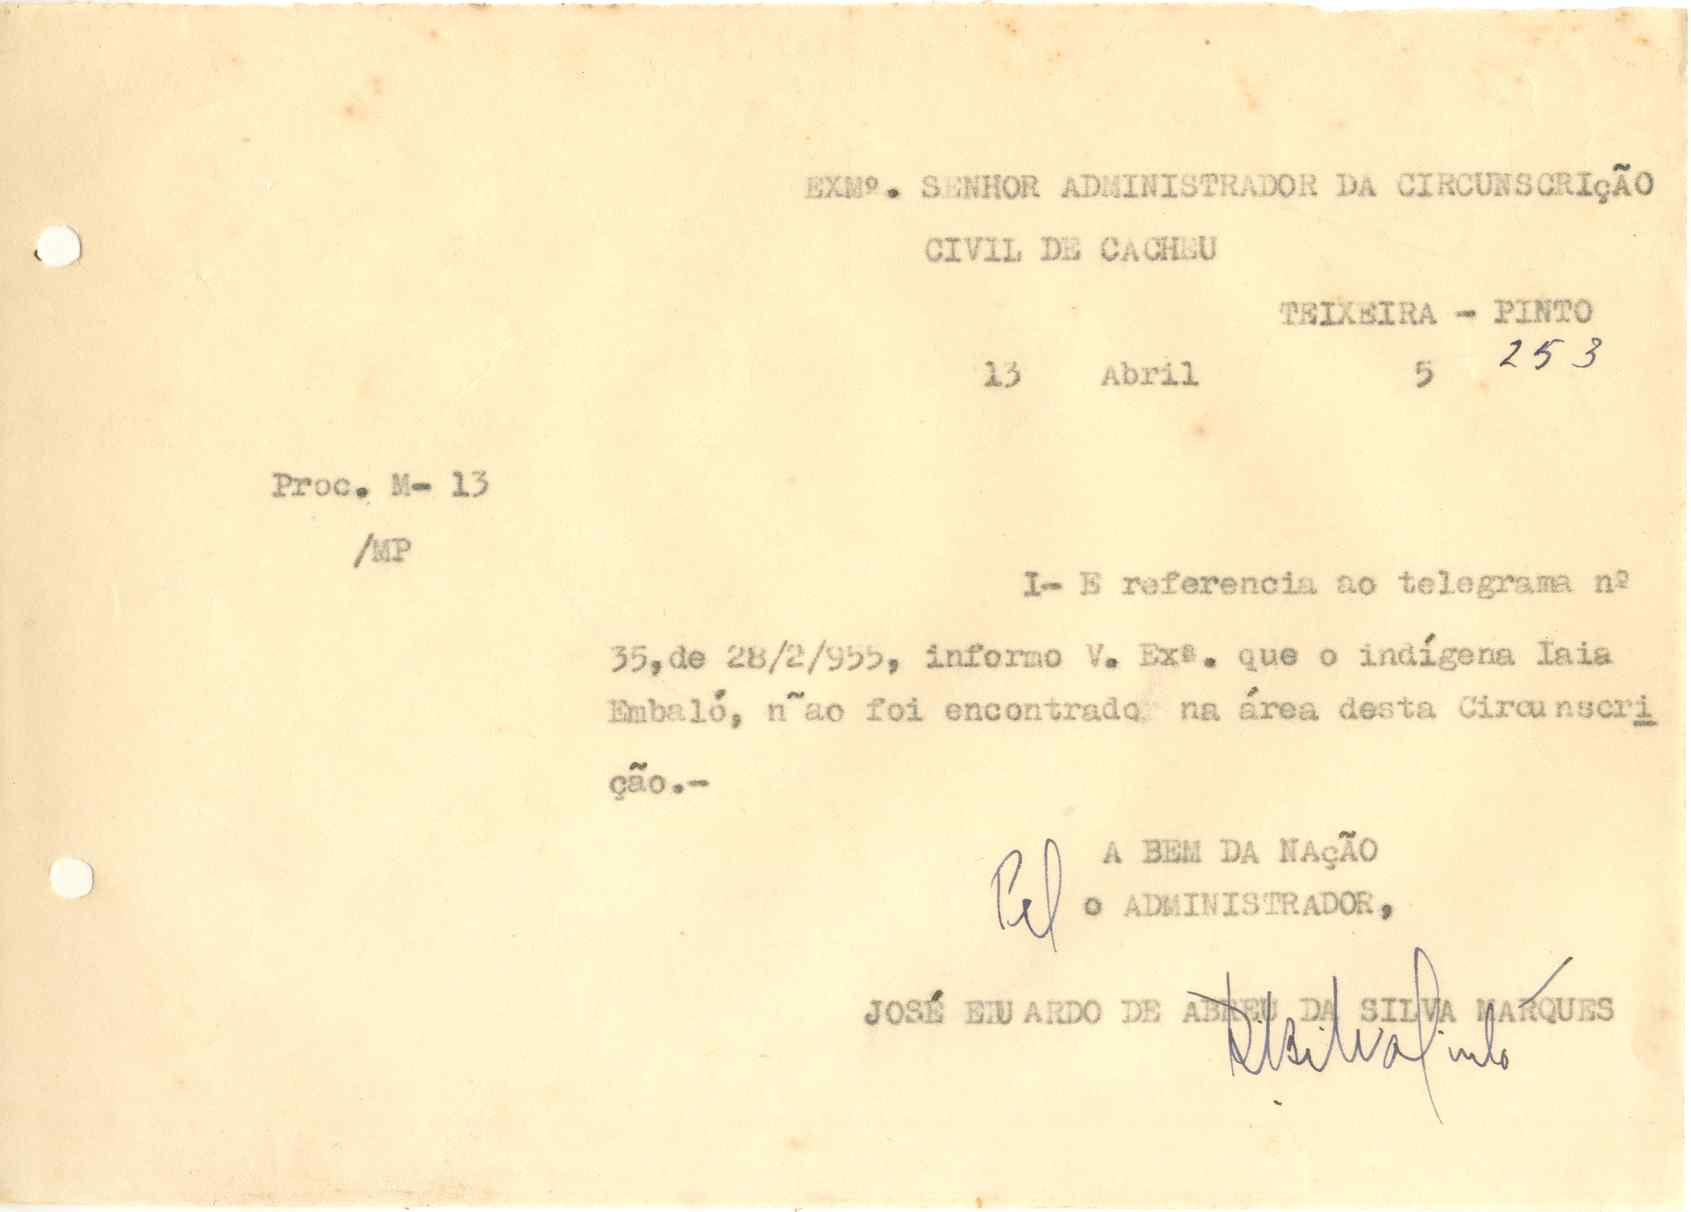 EXMº. SENHOR ADMINISTRADOR DA CIRCUNSCRIçÃO
CIVIL DE CACHEU
TEIXEIRA - PINTO
13 Abril 5 253
Proc. M- 13
/MP
I- E referencia ao telegrama nº
35,de 28/2/955, informo V. Exª. que o indígena Iaia
Embaló, n~ao foi encontrado na área desta Circunscri
ção.-
A BEM DA NAçÃO
Pel o ADMINISTRADOR,
JOSÉ EDUARDO DE ABREU DA SILVA MARQUES